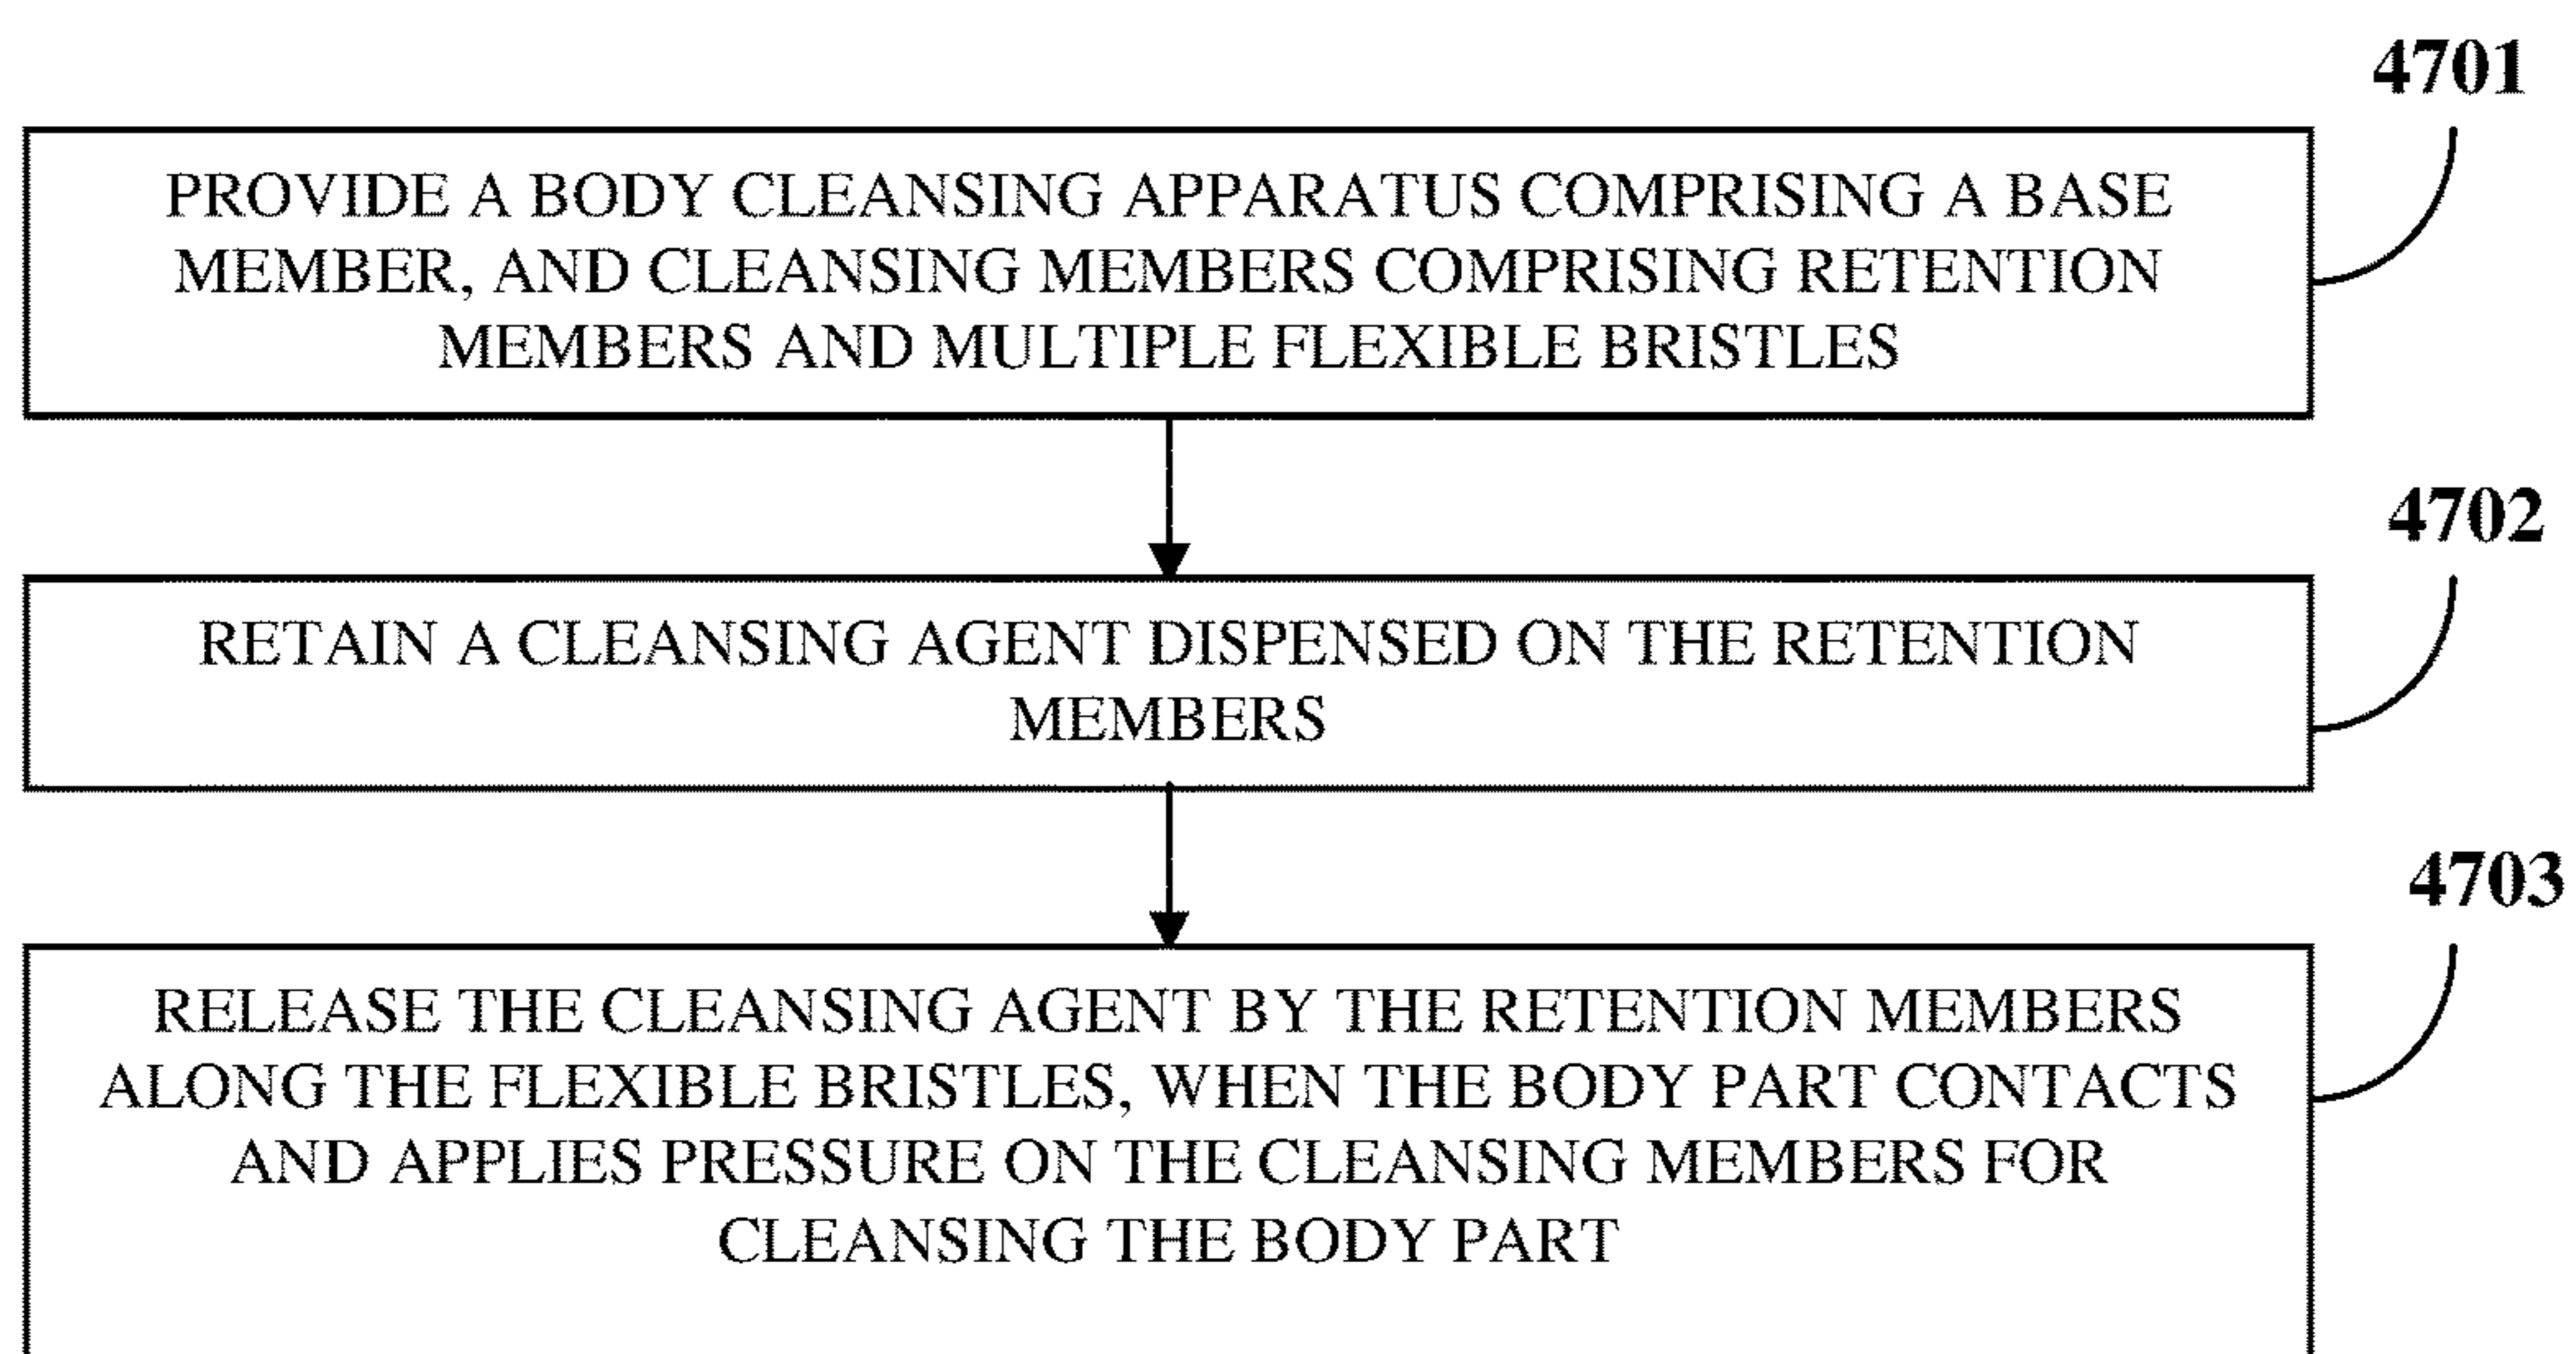 4701
PROVIDE A BODY CLEANSING APPARATUS COMPRISING A BASE
MEMBER, AND CLEANSING MEMBERS COMPRISING RETENTION
MEMBERS AND MULTIPLE FLEXIBLE BRISTLES
4702
RETAIN A CLEANSING AGENT DISPENSED ON THE RETENTION
MEMBERS
4703
RELEASE THE CLEANSING AGENT BY THE RETENTION MEMBERS
ALONG THE FLEXIBLE BRISTLES, WHEN THE BODY PART CONTACTS
AND APPLIES PRESSURE ON THE CLEANSING MEMBERS FOR
CLEANSING THE BODY PART